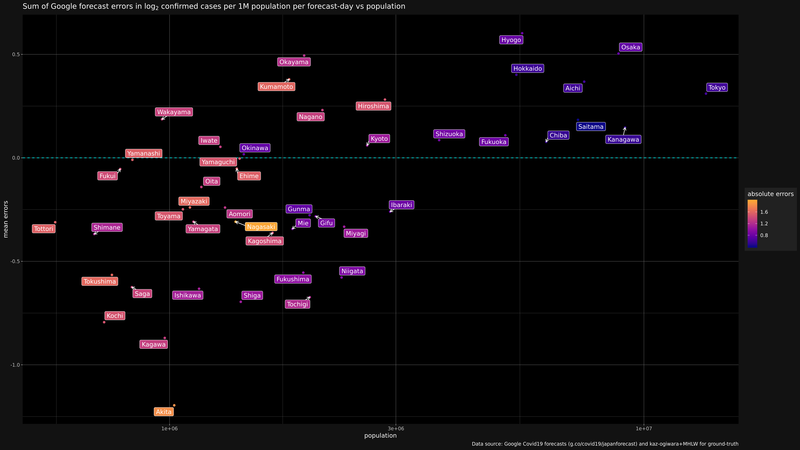 Sum of Google forecast errors in log2 confirmed cases per 1M population per forecast-day vs population
Hyogo
Osaka
0.5
Okayama
Hokkaido
Kumamoto
Aichi
Tokyo
Hiroshima
Wakayama
Nagano
Saitama
Iwate
Kyoto
Shizuoka
Chiba
Fukuoka
Kanagawa
Okinawa
Yamanashi
0.0
Yamaguchi
Fukui
Ehime
Oita
Miyazaki
Gunma
Ibaraki
absolute errors
Toyama
Aomori
1.6
Tottori
Shimane
Yamagata
Nagasaki
Mie
Gifu
1.2
Miyagi
0.8
Kagoshima
mean errors
-0.5
Niigata
Tokushima
Fukushima
Saga
Ishikawa
Shiga
Tochigi
Kochi
Kagawa
-1.0
Akita
1e+06
3e+06
1e+07
population
Data source: Google Covid19 forecasts (g.co/covid19/japanforecast) and kaz-ogiwara+MHLW for ground-truth